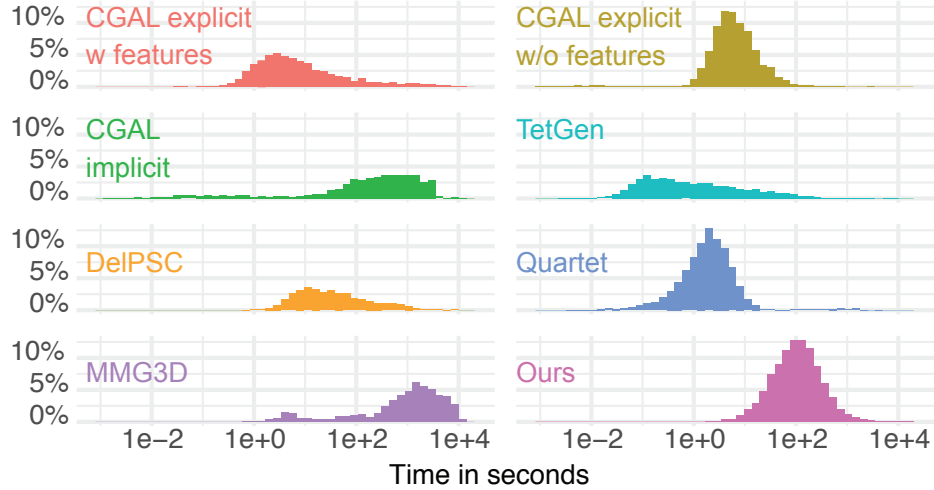 10%
5%
0%
CGAL explicit
w features
CGAL explicit
w/o features
10%
5%
0%
CGAL
implicit
TetGen
10%
5%
0%
DelPSC
Quartet
10%
5%
0%
MMG3D
Ours
1e−2 1e+0 1e+2 1e+4 1e−2 1e+0 1e+2 1e+4
Time in seconds